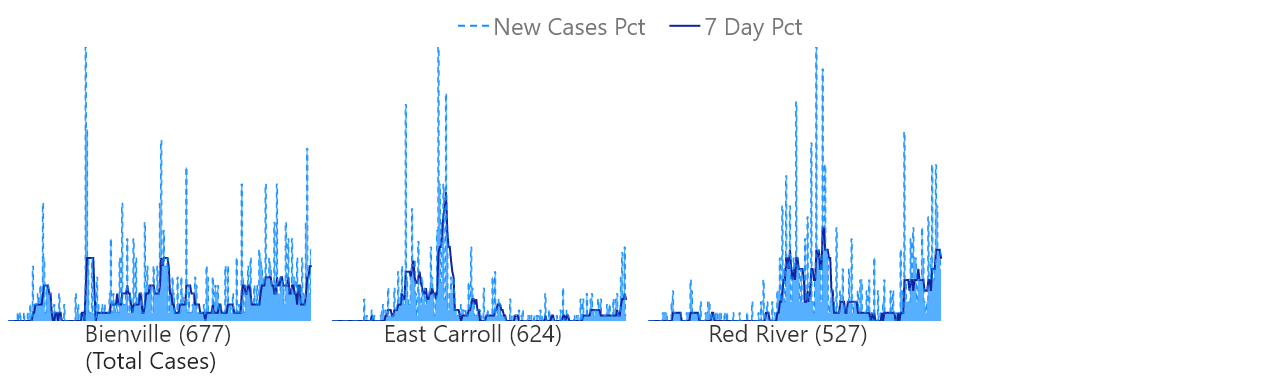 New Cases Pct 7 Day Pct
Bienville (677) East Carroll (624) Red River (527)
(Total Cases)